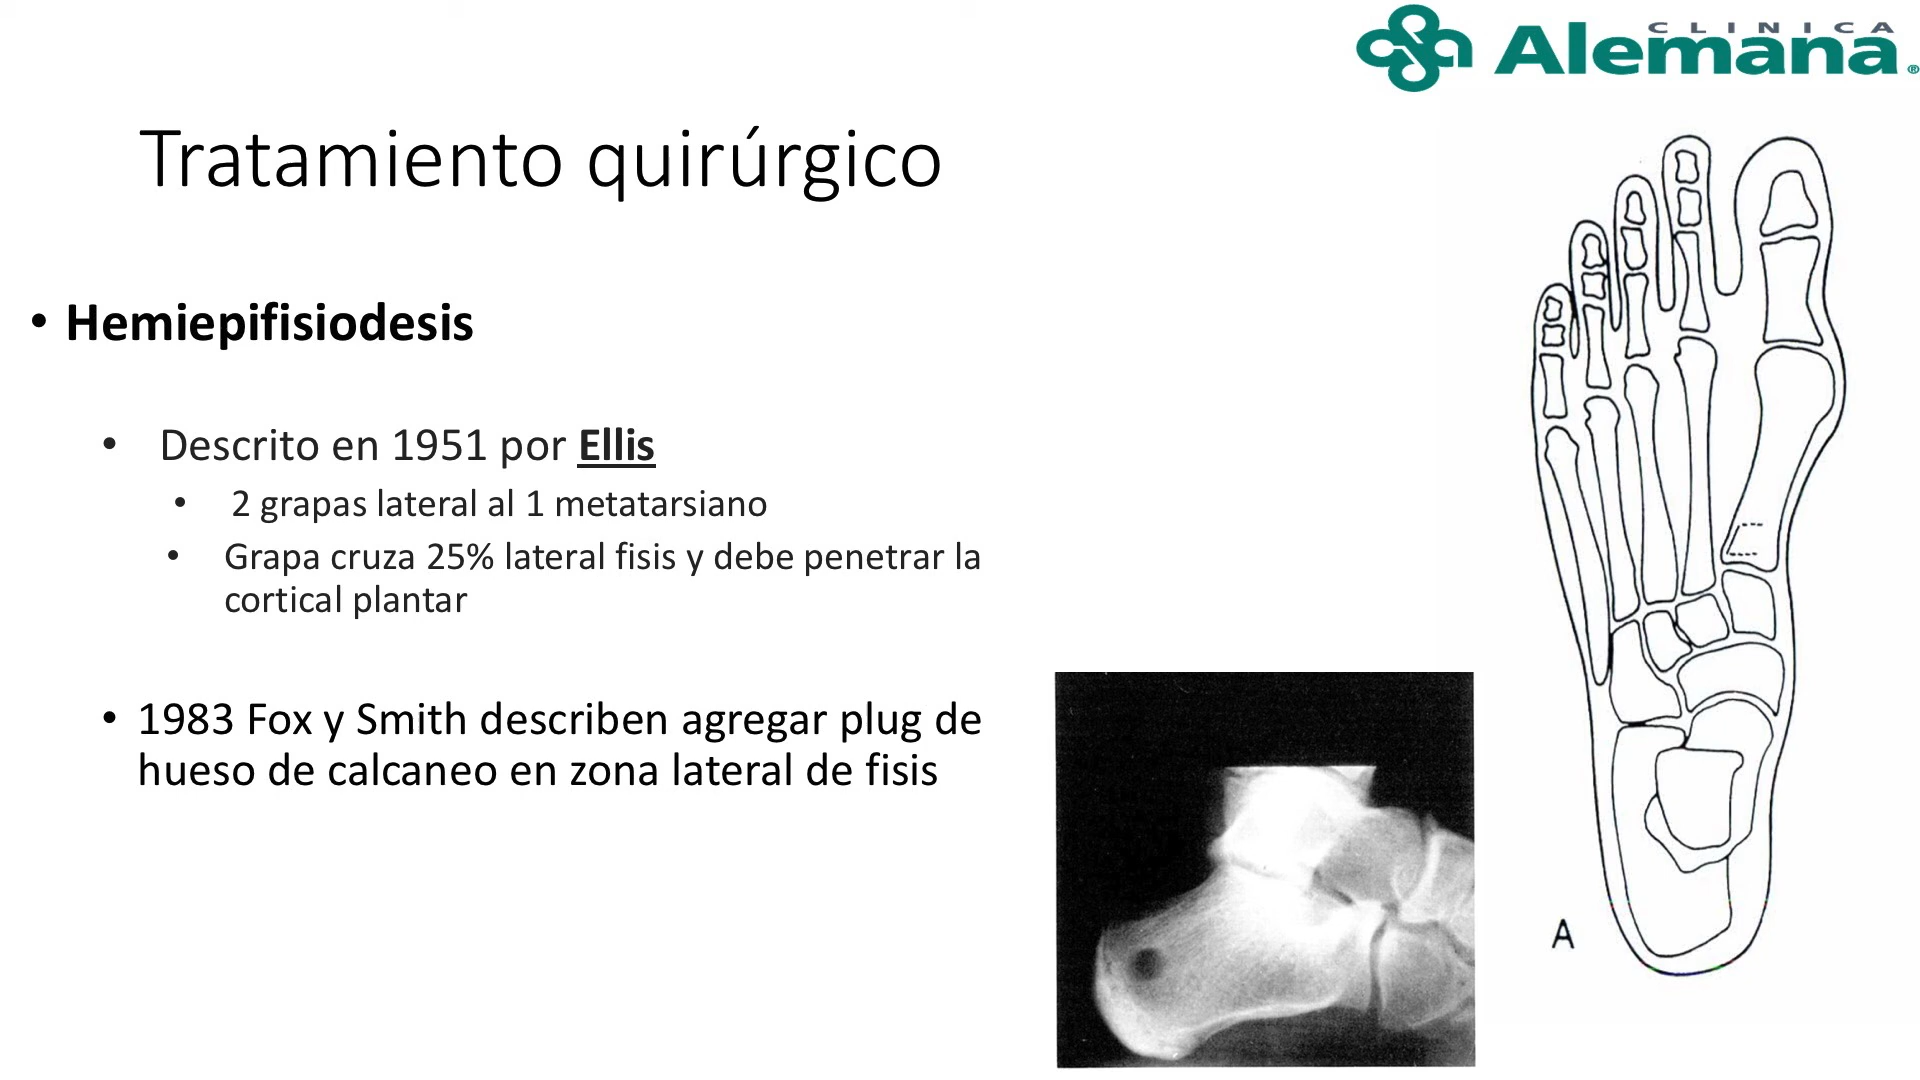 CLINICA
Alemana®
Tratamiento quirúrgico
• Hemiepifisiodesis
• Descrito en 1951 por Ellis
• 2 grapas lateral al 1 metatarsiano
• Grapa cruza 25% lateral fisis y debe penetrar la
cortical plantar
• 1983 Fox y Smith describen agregar plug de
hueso de calcaneo en zona lateral de fisis
A